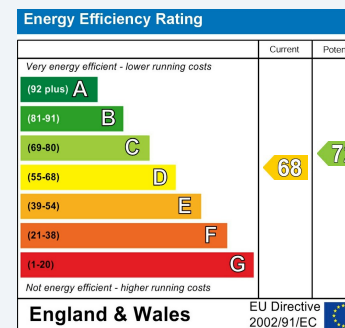 Energy Efficiency Rating
Current
Very energy efficient - lower running costs
(92 plus) A
(81-91) B
(69-80) C
(55-68) D
68
(39-54) E
(21-38) F
(1-20) G
Not energy efficient - higher running costs
England & Wales
EU Directive
2002/91/EC